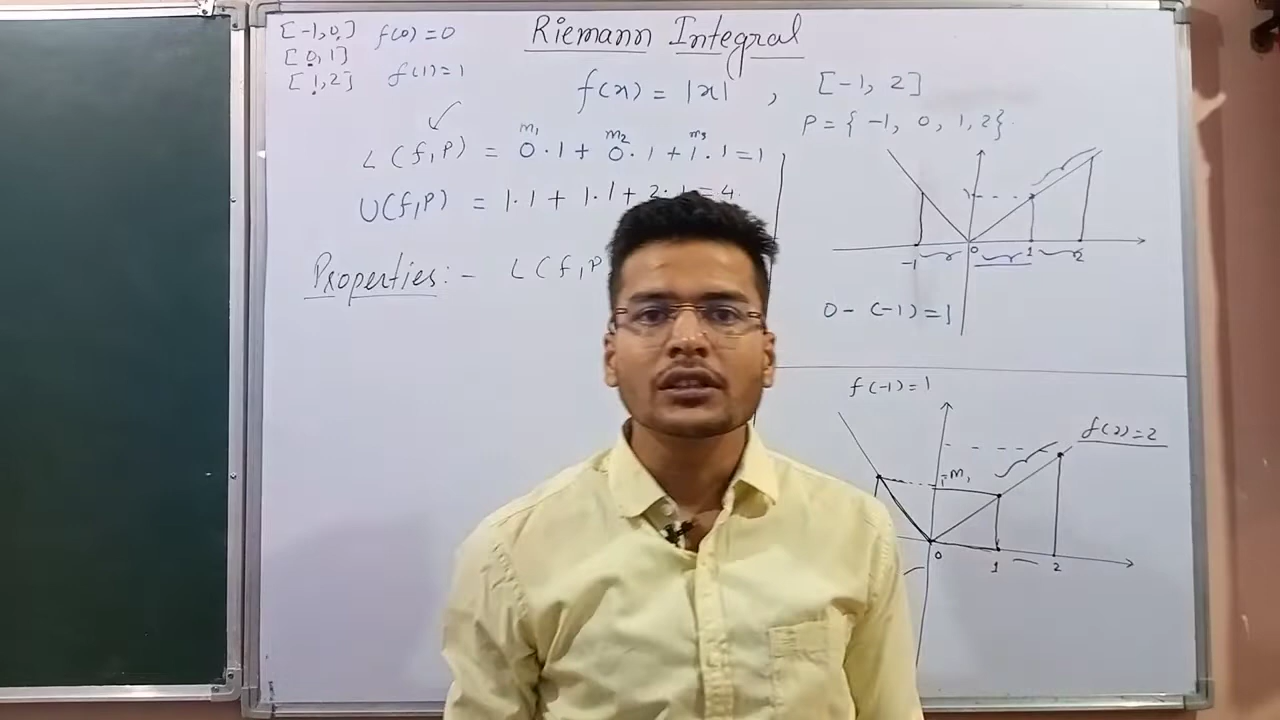 [-1,0] f(0)=0
[0,1]
[1,2] f(1)=1
Riemann Integral
f(x) = |x| , [-1, 2]
P = { -1, 0, 1, 2}
m1 m2 m3
L(f,P) = 0.1 + 0.1 + 1.1 = 1
U(f,P) = 1.1 + 1.1 + 2.1 = 4
Properties:- L(f,P
1
-1 0 1 2
0 - (-1) = 1
f(-1) = 1
f(2) = 2
1 M1
0 1 2